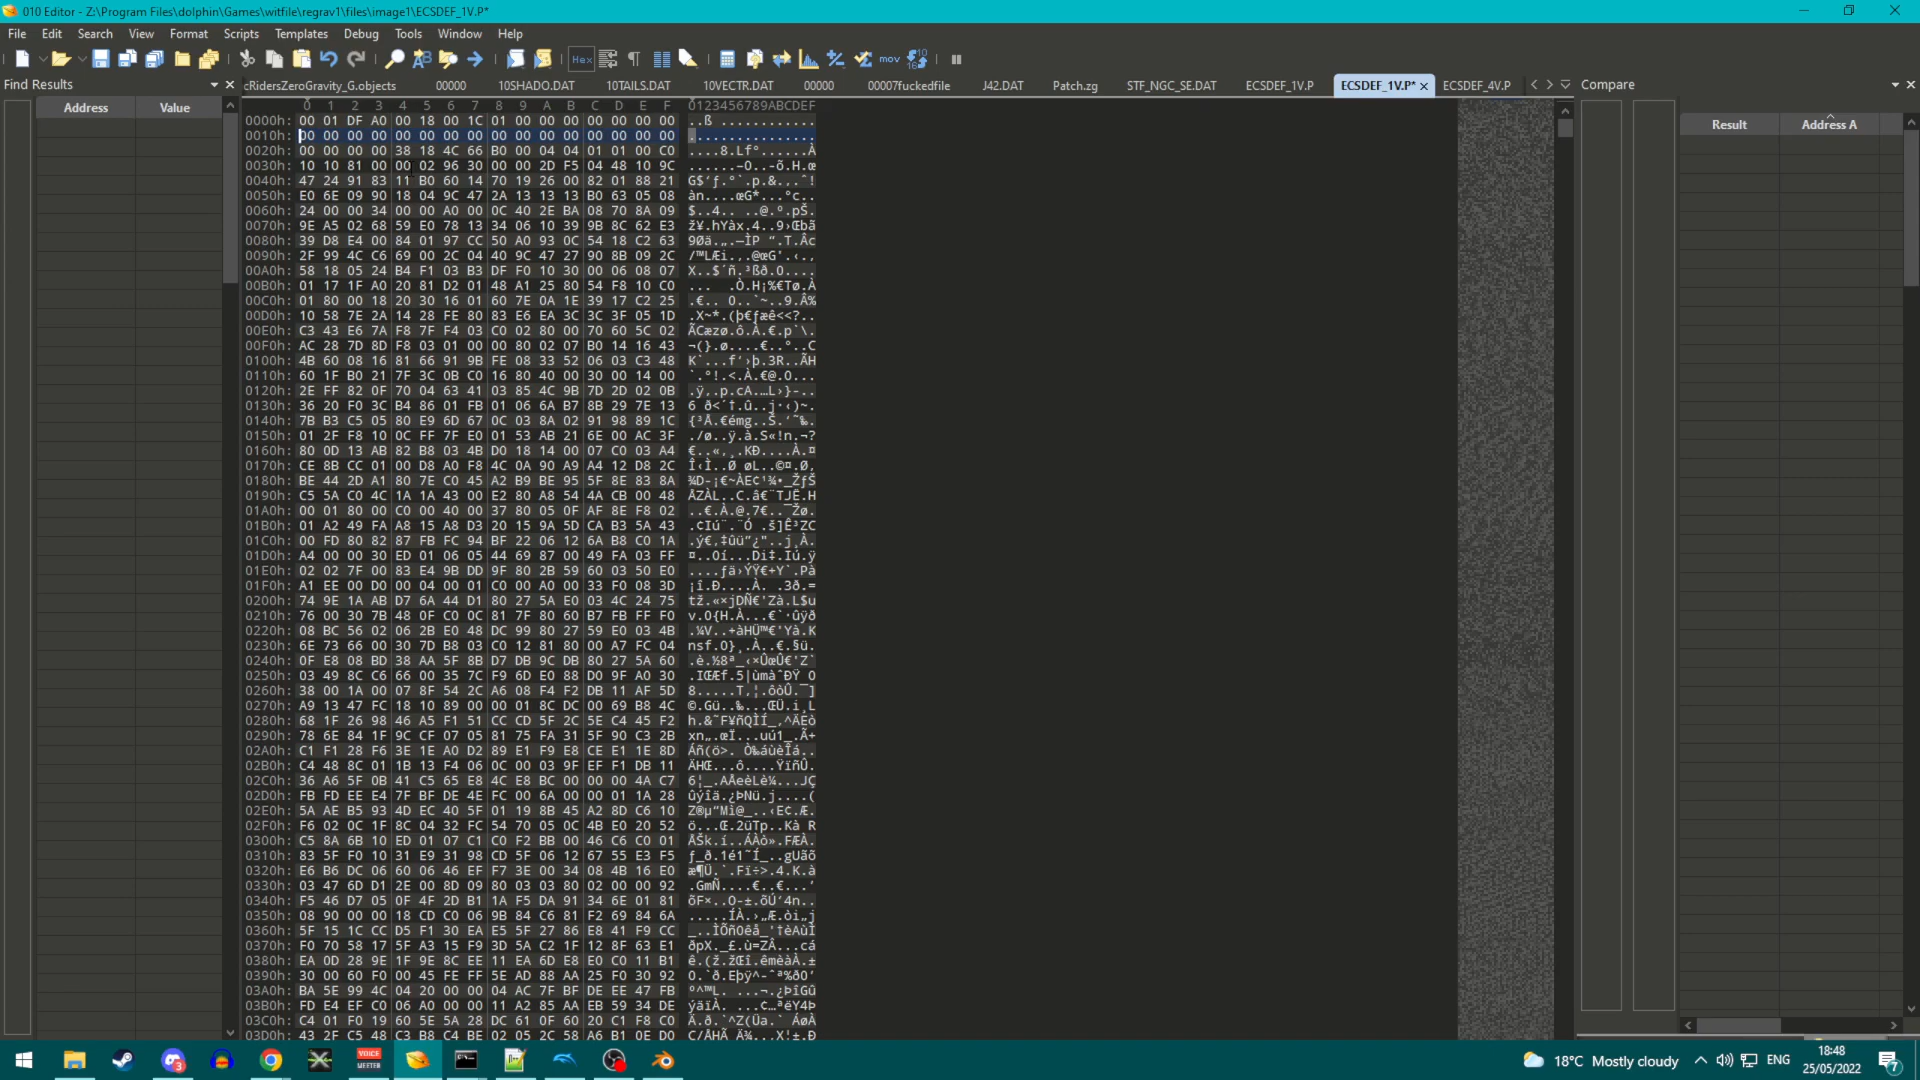 010 Editor - Z:\Program Files\dolphin\Games\witfile\regrav1\files\image1\ECSDEF_1V.P*
File Edit Search View Format Scripts Templates Debug Tools Window Help
Find Results
cRidersZeroGravity_G.objects 00000 10SHADO.DAT 10TAILS.DAT 10VECTR.DAT 00000 00007fuckedfile J42.DAT Patch.zg STF_NGC_SE.DAT ECSDEF_1V.P ECSDEF_1V.P* ECSDEF_4V.P
Compare
Address Value
0 1 2 3 4 5 6 7 8 9 A B C D E F 0123456789ABCDEF
Result Address A
0000h: 00 01 DF A0 00 18 00 1C 01 00 00 00 00 00 00 00
0010h: 00 00 00 00 00 00 00 00 00 00 00 00 00 00 00 00
0020h: 00 00 00 00 38 18 4C 66 B0 00 04 04 01 01 00 C0
0030h: 10 10 81 00 00 02 96 30 00 00 2D F5 04 48 10 9C
0040h: 47 24 91 83 11 B0 60 14 70 19 26 00 82 01 88 21
0050h: E0 6E 09 90 18 04 9C 47 2A 13 13 13 B0 63 05 08
0060h: 24 00 00 34 00 00 A0 00 0C 40 2E BA 08 70 8A 09
0070h: 9E A5 02 68 59 E0 78 13 34 06 10 39 9B 8C 62 E3
0080h: 39 D8 E4 00 84 01 97 CC 50 A0 93 0C 54 18 C2 63
0090h: 2F 99 4C C6 69 00 2C 04 40 9C 47 27 90 8B 09 2C
00A0h: 58 18 05 24 B4 F1 03 B3 DF F0 10 30 00 06 08 07
00B0h: 01 17 1F A0 20 81 D2 01 48 A1 25 80 54 F8 10 C0
00C0h: 01 80 00 18 20 30 16 01 60 7E 0A 1E 39 17 C2 25
00D0h: 10 58 7E 2A 14 28 FE 80 83 E6 EA 3C 3C 3F 05 1D
00E0h: C3 43 E6 7A F8 7F F4 03 C0 02 80 00 70 60 5C 02
00F0h: AC 28 7D 8D F8 03 01 00 00 80 02 07 B0 14 16 43
0100h: 4B 60 08 16 81 66 91 9B FE 08 33 52 06 03 C3 48
0110h: 60 1F B0 21 7F 3C 0B C0 16 80 40 00 30 00 14 00
0120h: 2E FF 82 0F 70 04 63 41 03 85 4C 9B 7D 2D 02 0B
0130h: 36 20 F0 3C B4 86 01 FB 01 06 6A B7 8B 29 7E 13
0140h: 7B B3 C5 05 80 E9 6D 67 0C 03 8A 02 91 98 89 1C
0150h: 01 2F F8 10 0C FF 7F E0 01 53 AB 21 6E 00 AC 3F
0160h: 80 0D 13 AB 82 B8 03 4B D0 18 14 00 07 C0 03 A4
0170h: CE 8B CC 01 00 D8 A0 F8 4C 0A 90 A9 A4 12 D8 2C
0180h: BE 44 2D A1 80 7E C0 45 A2 B9 BE 95 5F 8E 83 8A
0190h: C5 5A C0 4C 1A 1A 43 00 E2 80 A8 54 4A CB 00 48
01A0h: 00 01 80 00 C0 00 40 00 37 80 05 0F AF 8E F8 02
01B0h: 01 A2 49 FA A8 15 A8 D3 20 15 9A 5D CA B3 5A 43
01C0h: 00 FD 80 82 87 FB FC 94 BF 22 06 12 6A B8 C0 1A
01D0h: A4 00 00 30 ED 01 06 05 44 69 87 00 49 FA 03 FF
01E0h: 02 02 7F 00 83 E4 9B DD 9F 80 2B 59 60 03 50 E0
01F0h: A1 EE 00 D0 00 04 00 01 C0 00 A0 00 33 F0 08 3D
0200h: 74 9E 1A AB D7 6A 44 D1 80 27 5A E0 03 4C 24 75
0210h: 76 00 30 7B 48 0F C0 0C 81 7F 80 60 B7 FB FF F0
0220h: 08 BC 56 02 06 2B E0 48 DC 99 80 27 59 E0 03 4B
0230h: 6E 73 66 00 30 7D B8 03 C0 12 81 80 00 A7 FC 04
0240h: 0F E8 08 BD 38 AA 5F 8B D7 DB 9C DB 80 27 5A 60
0250h: 03 49 8C C6 66 00 35 7C F9 6D E0 88 D0 9F A0 30
0260h: 38 00 1A 00 07 8F 54 2C A6 08 F4 F2 DB 11 AF 5D
0270h: A9 13 47 FC 18 10 89 00 00 01 8C DC 00 69 B8 4C
0280h: 68 1F 26 98 46 A5 F1 51 CC CD 5F 2C 5E C4 45 F2
0290h: 78 6E 84 1F 9C CF 07 05 81 75 FA 31 5F 90 C3 2B
02A0h: C1 F1 28 F6 3E 1E A0 D2 89 E1 F9 E8 CE E1 1E 8D
02B0h: C4 48 8C 01 1B 13 F4 06 0C 00 03 9F EF F1 DB 11
02C0h: 36 A6 5F 0B 41 C5 65 E8 4C E8 BC 00 00 00 4A C7
02D0h: FB FD EE E4 7F BF DE 4E FC 00 6A 00 00 01 1A 28
02E0h: 5A AE B5 93 4D EC 40 5F 01 19 8B 45 A2 8D C6 10
02F0h: F6 02 0C 1F 8C 04 32 FC 54 70 05 0C 4B E0 20 52
0300h: C5 8A 6B 10 ED 01 07 C1 C0 F2 BB 00 46 C6 C0 01
0310h: 83 5F F0 10 31 E9 31 98 CD 5F 06 12 67 55 E3 F5
0320h: E6 B6 DC 06 60 06 46 EF F7 3E 00 34 08 4B 16 E0
0330h: 03 47 6D D1 2E 00 8D 09 80 03 03 80 02 00 00 92
0340h: F5 46 D7 05 0F 4F 2D B1 1A F5 DA 91 34 6E 01 81
0350h: 08 90 00 00 18 CD C0 06 9B 84 C6 81 F2 69 84 6A
0360h: 5F 15 1C CC D5 F1 30 EA E5 5F 27 86 E8 41 F9 CC
0370h: F0 70 58 17 5F A3 15 F9 3D 5A C2 1F 12 8F 63 E1
0380h: EA 0D 28 9E 1F 9E 8C EE 11 EA 6D E8 E0 C0 11 B1
0390h: 30 00 60 F0 00 45 FE FF 5E AD 88 AA 25 F0 30 92
03A0h: BA 5E 99 4C 04 20 00 00 04 AC 7F BF DE EE 47 FB
03B0h: FD E4 EF C0 06 A0 00 00 11 A2 85 AA EB 59 34 DE
03C0h: C4 01 F0 19 60 5E 5A 28 DC 61 0F 60 20 C1 F8 C0
03D0h: 43 2F C5 48 C3 B8 C4 BE 02 05 2C 58 A6 B1 0E D0
18°C Mostly cloudy ENG 18:48
25/05/2022